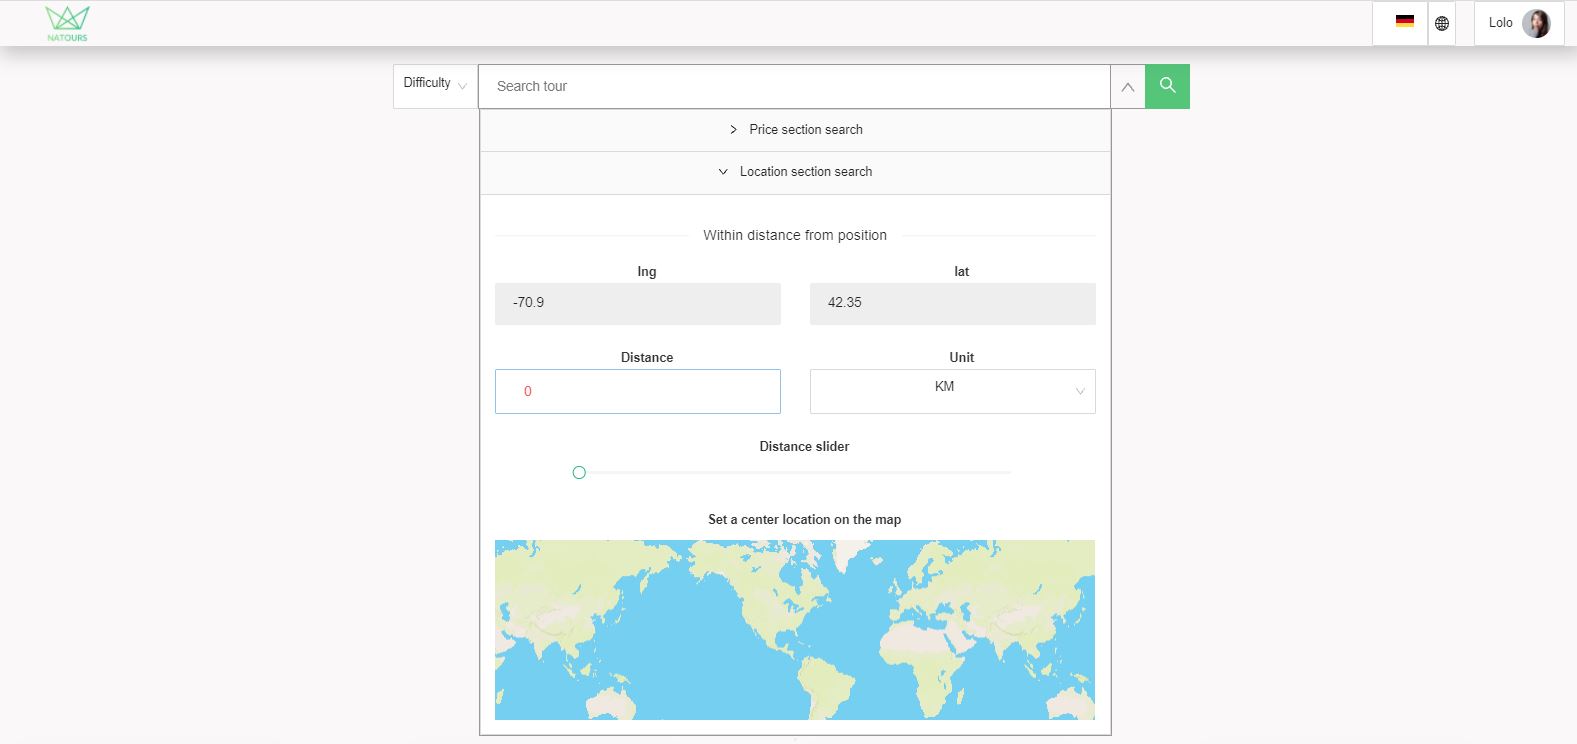 NATOURS
Lolo
Difficulty
Search tour
Price section search
Location section search
Within distance from position
lng
lat
-70.9
42.35
Distance
Unit
0
KM
Distance slider
Set a center location on the map